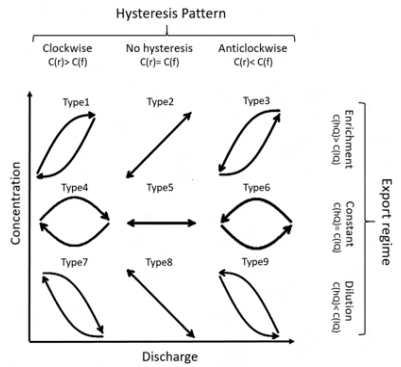 Hysteresis Pattern
Clockwise
C(r)> C(f)
No hysteresis
C(r)= C(f)
Anticlockwise
C(r)< C(f)
Type1
Type2
Type3
Type4
Type5
Type6
Type7
Type8
Type9
Concentration
Discharge
Enrichment
C(hQ)> C(lQ)
Constant
C(hQ)= C(lQ)
Dilution
C(hQ)< C(lQ)
Export regime